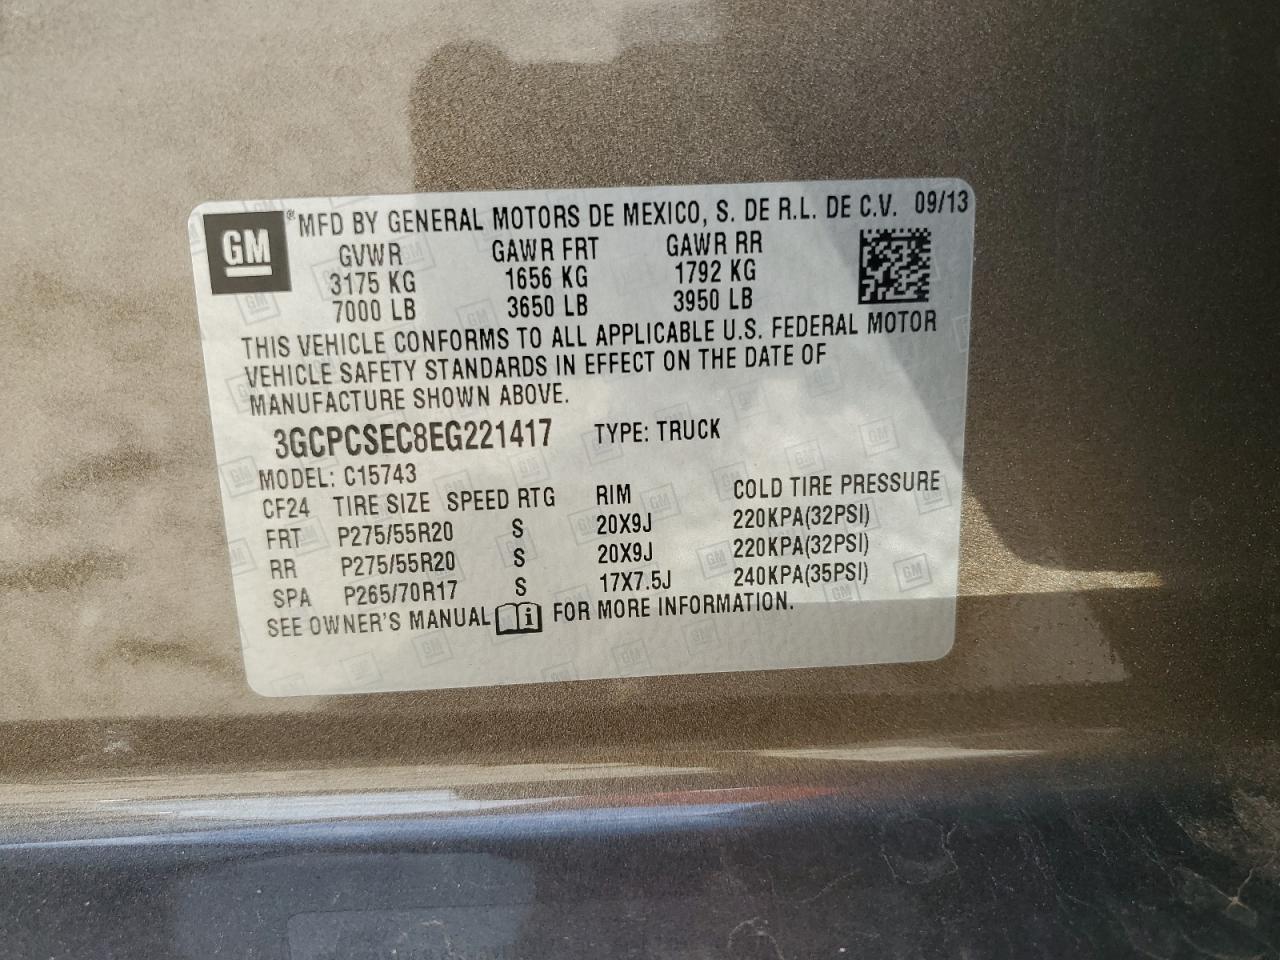 GM ® MFD BY GENERAL MOTORS DE MEXICO, S. DE R.L. DE C.V. 09/13
GVWR GAWR FRT GAWR RR
3175 KG 1656 KG 1792 KG
7000 LB 3650 LB 3950 LB
THIS VEHICLE CONFORMS TO ALL APPLICABLE U.S. FEDERAL MOTOR
VEHICLE SAFETY STANDARDS IN EFFECT ON THE DATE OF
MANUFACTURE SHOWN ABOVE.
3GCPCSEC8EG221417 TYPE: TRUCK
MODEL: C15743
CF24 TIRE SIZE SPEED RTG RIM COLD TIRE PRESSURE
FRT P275/55R20 S 20X9J 220KPA(32PSI)
RR P275/55R20 S 20X9J 220KPA(32PSI)
SPA P265/70R17 S 17X7.5J 240KPA(35PSI)
SEE OWNER'S MANUAL i FOR MORE INFORMATION.